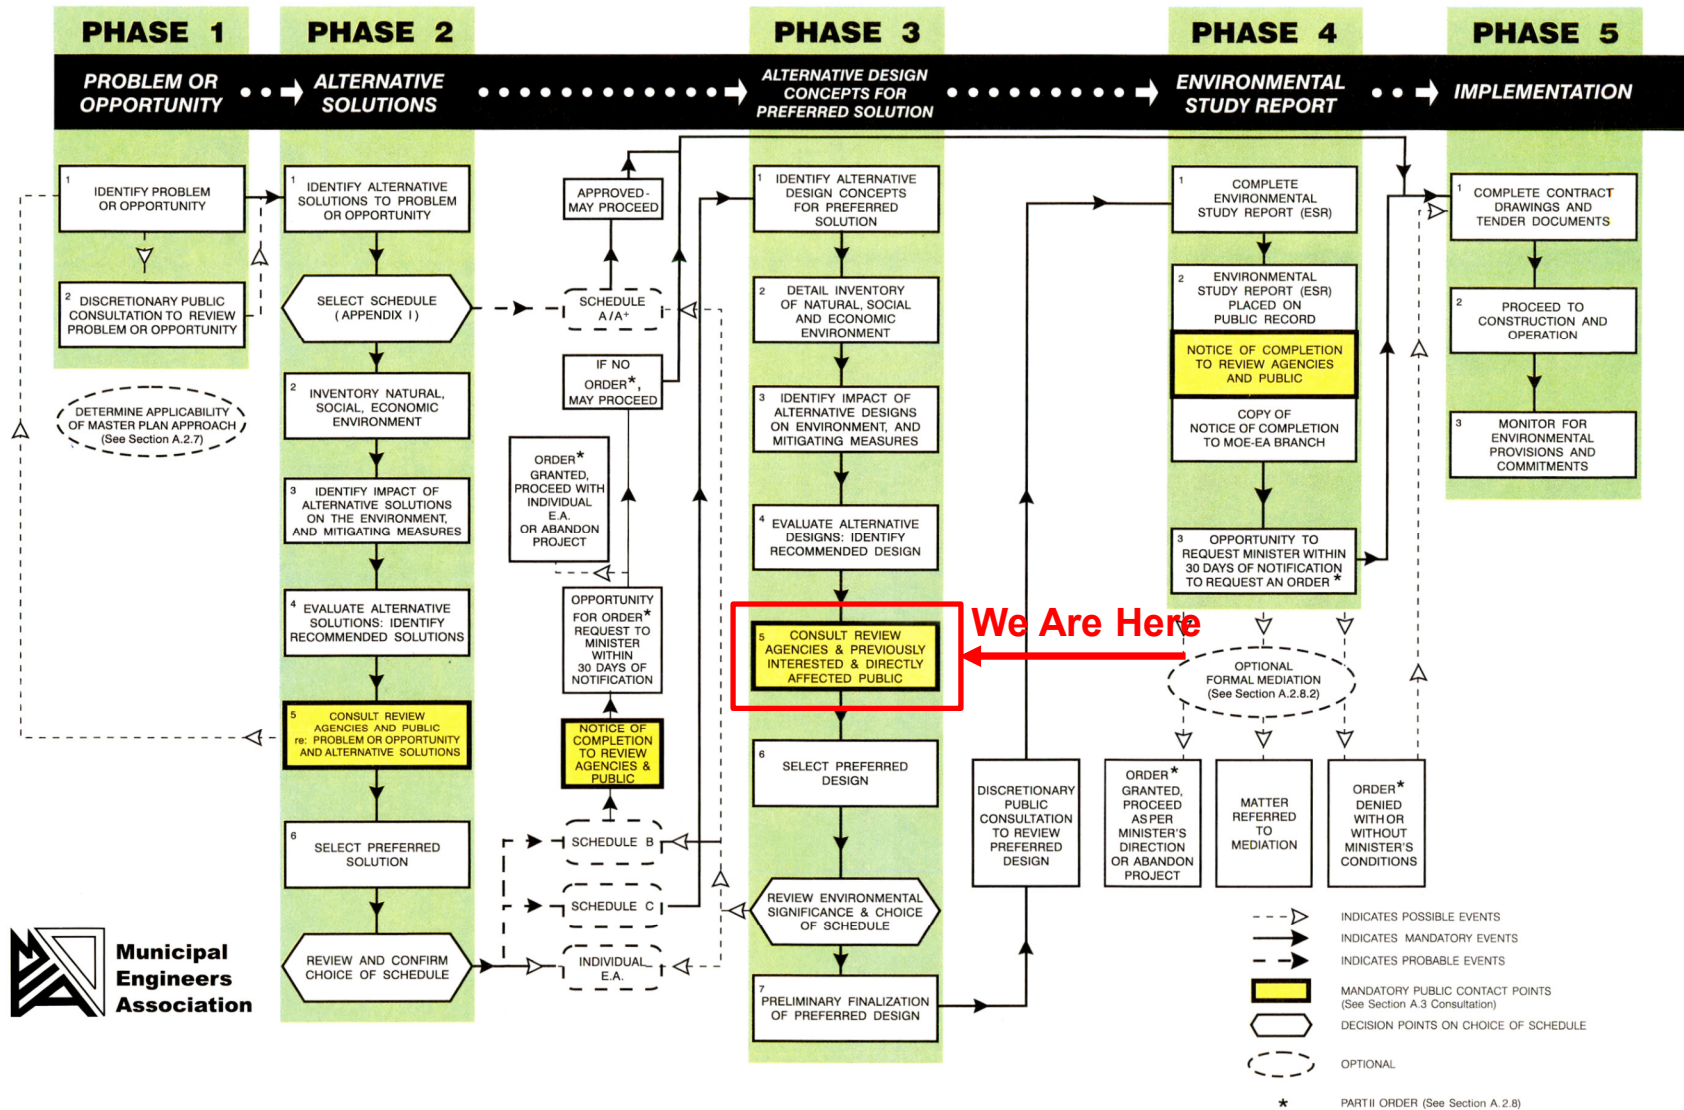 PHASE 1
PROBLEM OR
OPPORTUNITY
1
IDENTIFY PROBLEM
OR OPPORTUNITY
2
DISCRETIONARY PUBLIC
CONSULTATION TO REVIEW
PROBLEM OR OPPORTUNITY
DETERMINE APPLICABILITY
OF MASTER PLAN APPROACH
(See Section A.2.7)
PHASE 2
ALTERNATIVE
SOLUTIONS
1
IDENTIFY ALTERNATIVE
SOLUTIONS TO PROBLEM
OR OPPORTUNITY
SELECT SCHEDULE
(APPENDIX I)
2
INVENTORY NATURAL,
SOCIAL, ECONOMIC
ENVIRONMENT
3
IDENTIFY IMPACT OF
ALTERNATIVE SOLUTIONS
ON THE ENVIRONMENT,
AND MITIGATING MEASURES
4
EVALUATE ALTERNATIVE
SOLUTIONS: IDENTIFY
RECOMMENDED SOLUTIONS
5
CONSULT REVIEW
AGENCIES AND PUBLIC
re: PROBLEM OR OPPORTUNITY
AND ALTERNATIVE SOLUTIONS
6
SELECT PREFERRED
SOLUTION
REVIEW AND CONFIRM
CHOICE OF SCHEDULE
APPROVED-
MAY PROCEED
SCHEDULE
A/A+
IF NO
ORDER*,
MAY PROCEED
ORDER*
GRANTED,
PROCEED WITH
INDIVIDUAL
E.A.
OR ABANDON
PROJECT
OPPORTUNITY
FOR ORDER*
REQUEST TO
MINISTER
WITHIN
30 DAYS OF
NOTIFICATION
NOTICE OF
COMPLETION
TO REVIEW
AGENCIES &
PUBLIC
SCHEDULE B
SCHEDULE C
INDIVIDUAL
E.A.
PHASE 3
ALTERNATIVE DESIGN
CONCEPTS FOR
PREFERRED SOLUTION
1
IDENTIFY ALTERNATIVE
DESIGN CONCEPTS
FOR PREFERRED
SOLUTION
2
DETAIL INVENTORY
OF NATURAL, SOCIAL
AND ECONOMIC
ENVIRONMENT
3
IDENTIFY IMPACT OF
ALTERNATIVE DESIGNS
ON ENVIRONMENT, AND
MITIGATING MEASURES
4
EVALUATE ALTERNATIVE
DESIGNS: IDENTIFY
RECOMMENDED DESIGN
5
CONSULT REVIEW
AGENCIES & PREVIOUSLY
INTERESTED & DIRECTLY
AFFECTED PUBLIC
We Are Here
6
SELECT PREFERRED
DESIGN
REVIEW ENVIRONMENTAL
SIGNIFICANCE & CHOICE
OF SCHEDULE
7
PRELIMINARY FINALIZATION
OF PREFERRED DESIGN
DISCRETIONARY
PUBLIC
CONSULTATION
TO REVIEW
PREFERRED
DESIGN
PHASE 4
ENVIRONMENTAL
STUDY REPORT
1
COMPLETE
ENVIRONMENTAL
STUDY REPORT (ESR)
2
ENVIRONMENTAL
STUDY REPORT (ESR)
PLACED ON
PUBLIC RECORD
NOTICE OF COMPLETION
TO REVIEW AGENCIES
AND PUBLIC
COPY OF
NOTICE OF COMPLETION
TO MOE-EA BRANCH
3
OPPORTUNITY TO
REQUEST MINISTER WITHIN
30 DAYS OF NOTIFICATION
TO REQUEST AN ORDER*
OPTIONAL
FORMAL MEDIATION
(See Section A.2.8.2)
ORDER*
GRANTED,
PROCEED
AS PER
MINISTER'S
DIRECTION
OR ABANDON
PROJECT
MATTER
REFERRED
TO
MEDIATION
ORDER*
DENIED
WITH OR
WITHOUT
MINISTER'S
CONDITIONS
PHASE 5
IMPLEMENTATION
1
COMPLETE CONTRACT
DRAWINGS AND
TENDER DOCUMENTS
2
PROCEED TO
CONSTRUCTION AND
OPERATION
3
MONITOR FOR
ENVIRONMENTAL
PROVISIONS AND
COMMITMENTS
Municipal
Engineers
Association
INDICATES POSSIBLE EVENTS
INDICATES MANDATORY EVENTS
INDICATES PROBABLE EVENTS
MANDATORY PUBLIC CONTACT POINTS
(See Section A.3 Consultation)
DECISION POINTS ON CHOICE OF SCHEDULE
OPTIONAL
* PART II ORDER (See Section A.2.8)